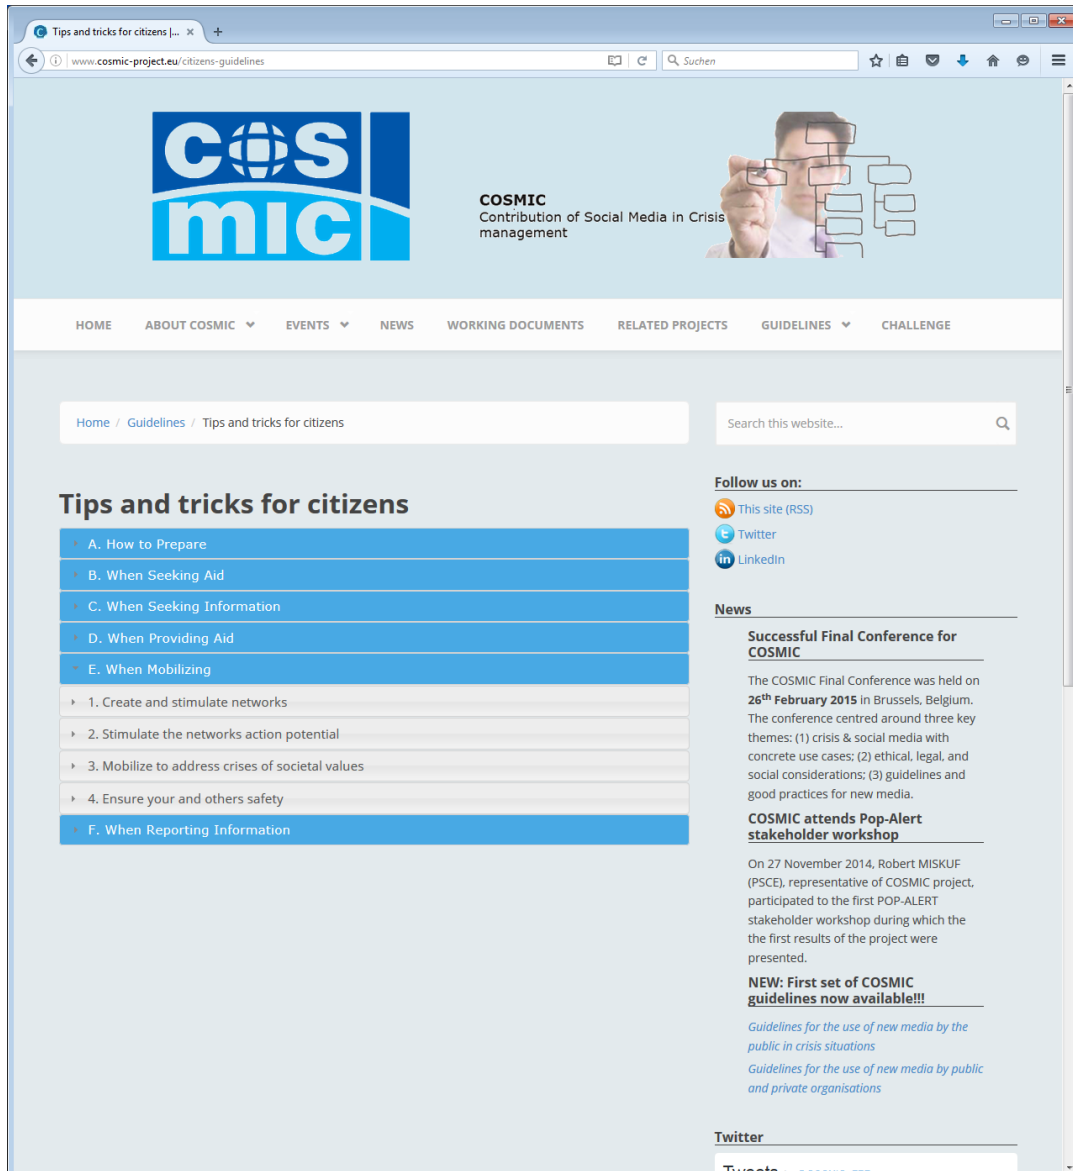 Tips and tricks for citizens |...
www.cosmic-project.eu/citizens-guidelines
Suchen
COSMIC
COSMIC
Contribution of Social Media in Crisis
management
HOME
ABOUT COSMIC
EVENTS
NEWS
WORKING DOCUMENTS
RELATED PROJECTS
GUIDELINES
CHALLENGE
Home / Guidelines / Tips and tricks for citizens
Search this website...
Tips and tricks for citizens
A. How to Prepare
B. When Seeking Aid
C. When Seeking Information
D. When Providing Aid
E. When Mobilizing
1. Create and stimulate networks
2. Stimulate the networks action potential
3. Mobilize to address crises of societal values
4. Ensure your and others safety
F. When Reporting Information
Follow us on:
This site (RSS)
Twitter
LinkedIn
News
Successful Final Conference for
COSMIC
The COSMIC Final Conference was held on
26th February 2015 in Brussels, Belgium.
The conference centred around three key
themes: (1) crisis & social media with
concrete use cases; (2) ethical, legal, and
social considerations; (3) guidelines and
good practices for new media.
COSMIC attends Pop-Alert
stakeholder workshop
On 27 November 2014, Robert MISKUF
(PSCE), representative of COSMIC project,
participated to the first POP-ALERT
stakeholder workshop during which the
the first results of the project were
presented.
NEW: First set of COSMIC
guidelines now available!!!
Guidelines for the use of new media by the
public in crisis situations
Guidelines for the use of new media by public
and private organisations
Twitter
Tweets